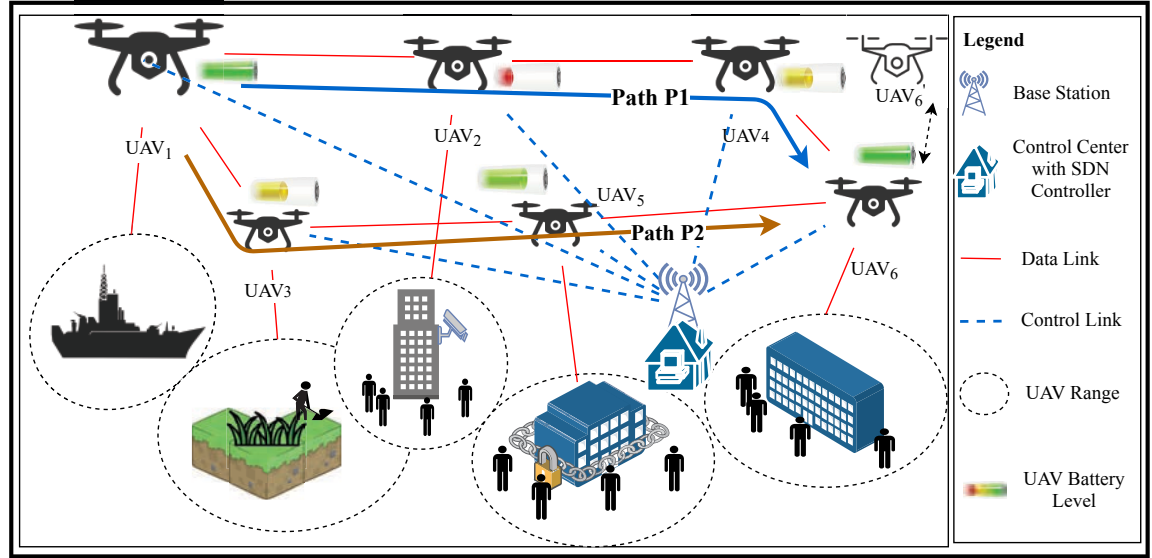 Path P1
UAV₆'
UAV₁
UAV₂
UAV4
UAV₅
Path P2
UAV3
UAV₆
Legend
Base Station
Control Center
with SDN
Controller
Data Link
Control Link
UAV Range
UAV Battery
Level